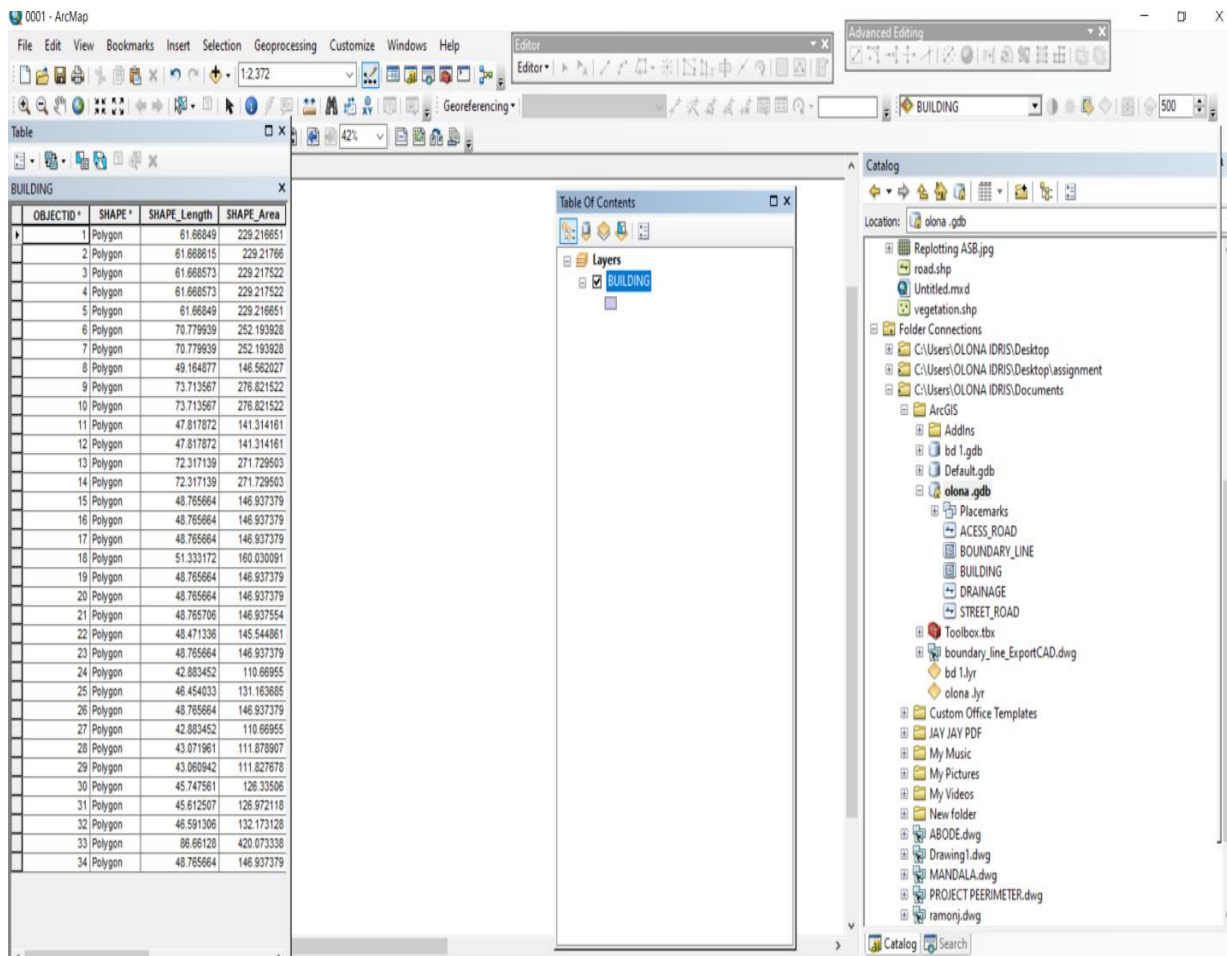 0001 - ArcMap
File Edit View Bookmarks Insert Selection Geoprocessing Customize Windows Help
Editor
Advanced Editing
1:2,372
Editor
Georeferencing
BUILDING
500
Table
42%
BUILDING
OBJECTID * SHAPE * SHAPE_Length SHAPE_Area
1 Polygon 61.66849 229.216651
2 Polygon 61.668615 229.21766
3 Polygon 61.668573 229.217522
4 Polygon 61.668573 229.217522
5 Polygon 61.66849 229.216651
6 Polygon 70.779939 252.193928
7 Polygon 70.779939 252.193928
8 Polygon 49.164877 146.562027
9 Polygon 73.713567 276.821522
10 Polygon 73.713567 276.821522
11 Polygon 47.817872 141.314161
12 Polygon 47.817872 141.314161
13 Polygon 72.317139 271.729503
14 Polygon 72.317139 271.729503
15 Polygon 48.765664 146.937379
16 Polygon 48.765664 146.937379
17 Polygon 48.765664 146.937379
18 Polygon 51.333172 160.030091
19 Polygon 48.765664 146.937379
20 Polygon 48.765664 146.937379
21 Polygon 48.765706 146.937554
22 Polygon 48.471336 145.544861
23 Polygon 48.765664 146.937379
24 Polygon 42.883452 110.66955
25 Polygon 46.454033 131.163685
26 Polygon 48.765664 146.937379
27 Polygon 42.883452 110.66955
28 Polygon 43.071961 111.878907
29 Polygon 43.060942 111.827678
30 Polygon 45.747561 126.33506
31 Polygon 45.612507 126.972118
32 Polygon 46.591306 132.173128
33 Polygon 86.66128 420.073338
34 Polygon 48.765664 146.937379
Table Of Contents
Layers
BUILDING
Catalog
Location: olona .gdb
Replotting ASB.jpg
road.shp
Untitled.mxd
vegetation.shp
Folder Connections
C:\Users\OLONA IDRIS\Desktop
C:\Users\OLONA IDRIS\Desktop\assignment
C:\Users\OLONA IDRIS\Documents
ArcGIS
AddIns
bd 1.gdb
Default.gdb
olona .gdb
Placemarks
ACESS_ROAD
BOUNDARY_LINE
BUILDING
DRAINAGE
STREET_ROAD
Toolbox.tbx
boundary_line_ExportCAD.dwg
bd 1.lyr
olona .lyr
Custom Office Templates
JAY JAY PDF
My Music
My Pictures
My Videos
New folder
ABODE.dwg
Drawing1.dwg
MANDALA.dwg
PROJECT PEERIMETER.dwg
ramonj.dwg
Catalog Search